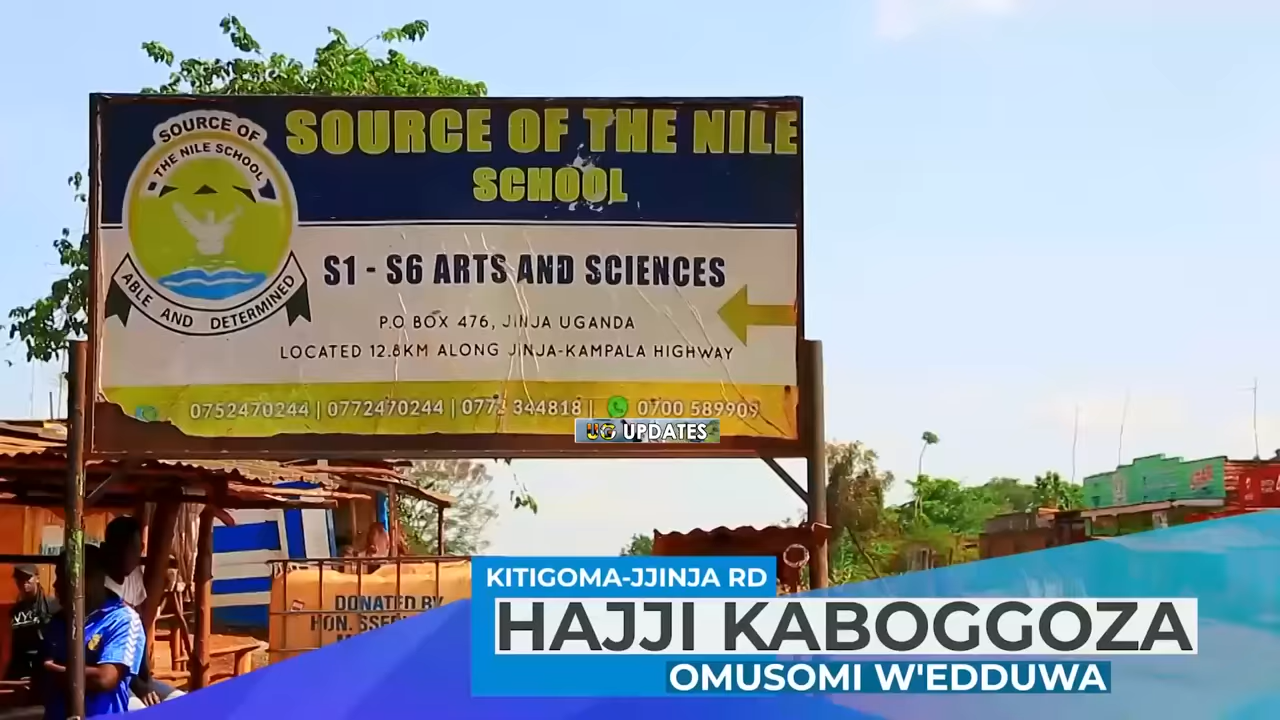 SOURCE OF THE NILE
SCHOOL
SOURCE OF
THE NILE SCHOOL
ABLE AND DETERMINED
S1 - S6 ARTS AND SCIENCES
P.O BOX 476, JINJA UGANDA
LOCATED 12.8KM ALONG JINJA-KAMPALA HIGHWAY
0752470244 | 0772470244 | 0772 344818 | 0700 589909
UG UPDATES
DONATED BY
HON.
KITIGOMA-JJINJA RD
HAJJI KABOGGOZA
OMUSOMI W'EDDUWA